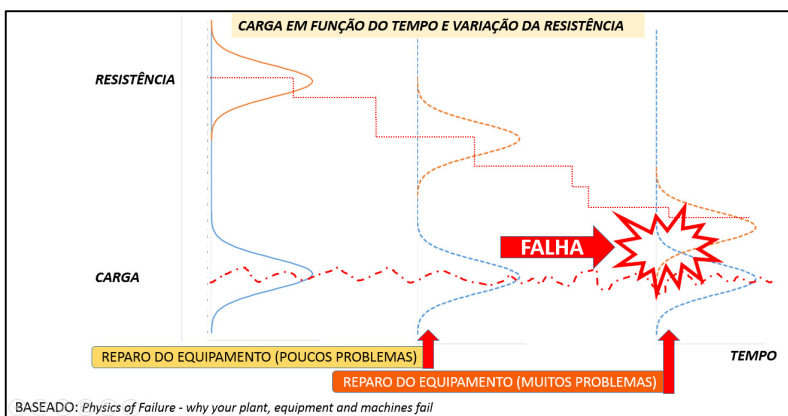 CARGA EM FUNÇÃO DO TEMPO E VARIAÇÃO DA RESISTÊNCIA
RESISTÊNCIA
FALHA
CARGA
REPARO DO EQUIPAMENTO (POUCOS PROBLEMAS)
TEMPO
REPARO DO EQUIPAMENTO (MUITOS PROBLEMAS)
BASEADO: Physics of Failure - why your plant, equipment and machines fail